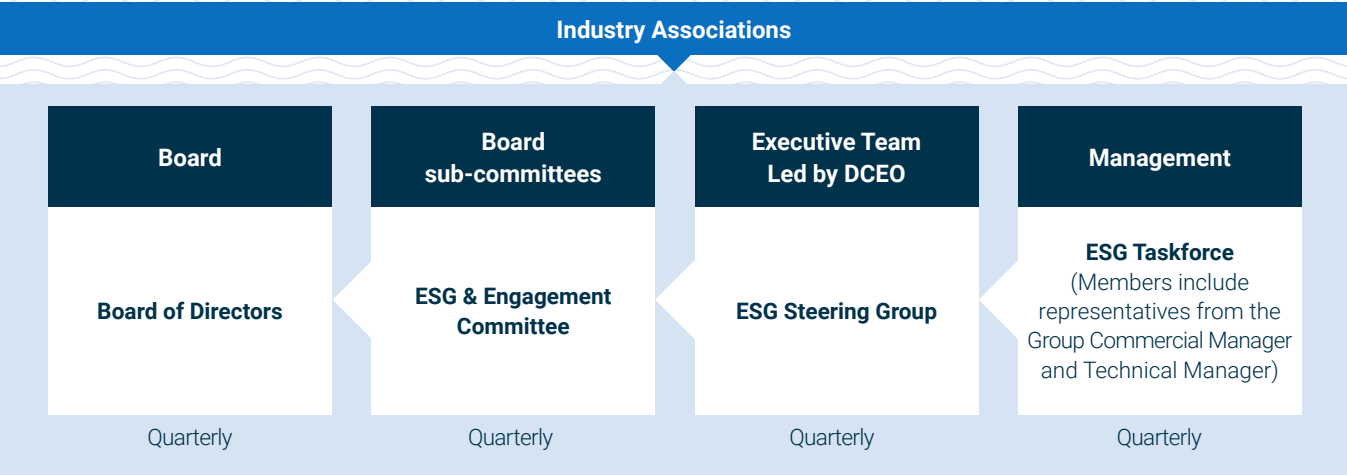 Industry Associations
Board
Board
sub-committees
Executive Team
Led by DCEO
Management
Board of Directors
ESG & Engagement
Committee
ESG Steering Group
ESG Taskforce
(Members include
representatives from the
Group Commercial Manager
and Technical Manager)
Quarterly
Quarterly
Quarterly
Quarterly